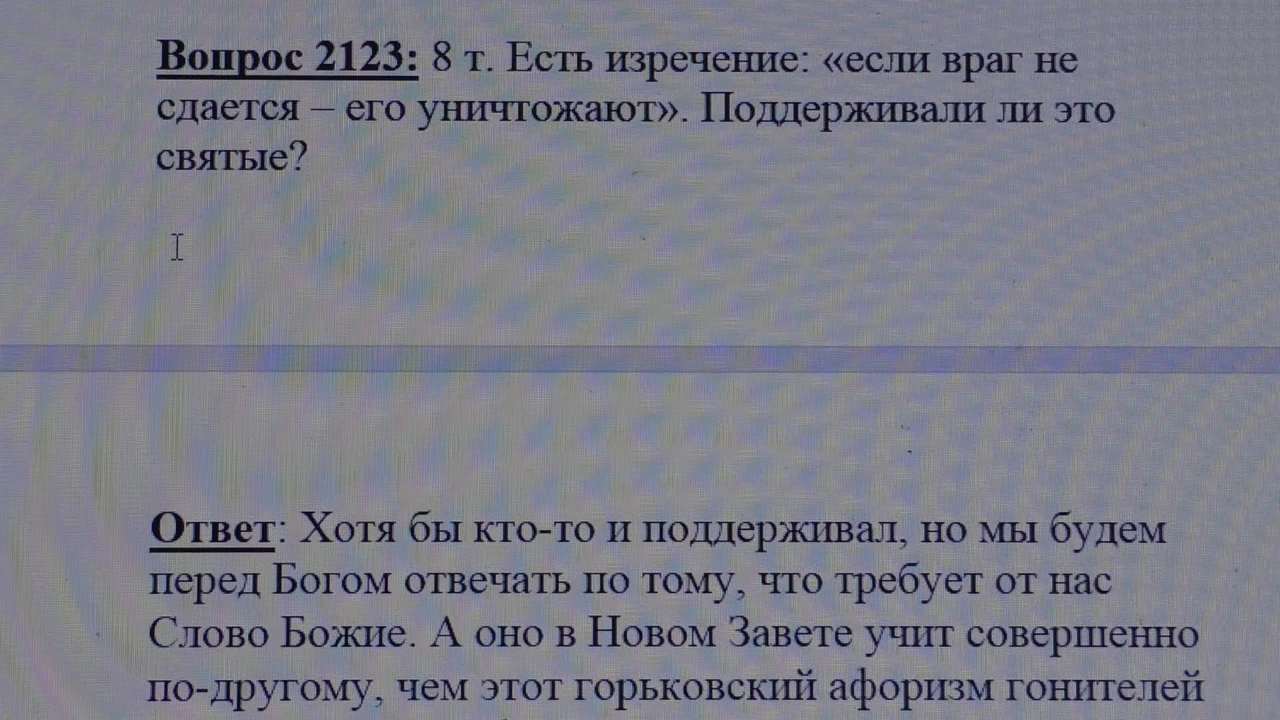 Вопрос 2123: 8 т. Есть изречение: «если враг не
сдается – его уничтожают». Поддерживали ли это
святые?
Ответ: Хотя бы кто-то и поддерживал, но мы будем
перед Богом отвечать по тому, что требует от нас
Слово Божие. А оно в Новом Завете учит совершенно
по-другому, чем этот горьковский афоризм гонителей